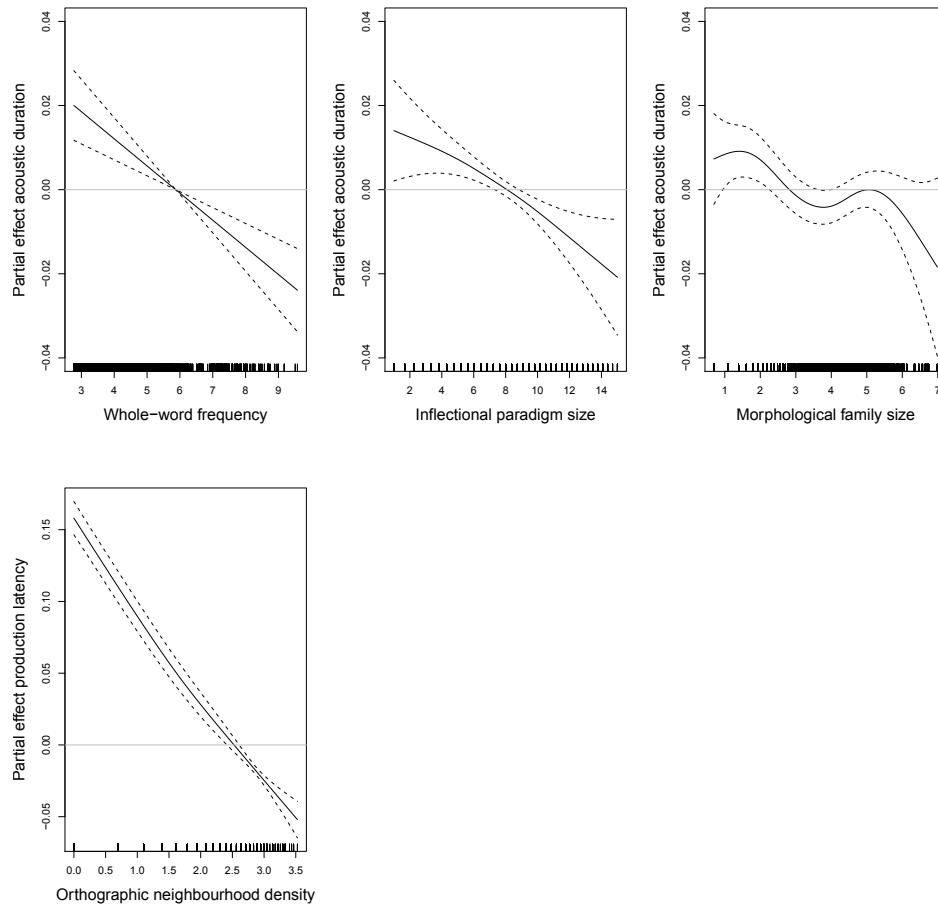 Partial effect acoustic duration
0.04
0.02
0.00
−0.02
−0.04
3 4 5 6 7 8 9
Whole−word frequency
Partial effect acoustic duration
0.04
0.02
0.00
−0.02
−0.04
2 4 6 8 10 12 14
Inflectional paradigm size
Partial effect acoustic duration
0.04
0.02
0.00
−0.02
−0.04
1 2 3 4 5 6 7
Morphological family size
Partial effect production latency
0.15
0.10
0.05
0.00
−0.05
0.0 0.5 1.0 1.5 2.0 2.5 3.0 3.5
Orthographic neighbourhood density